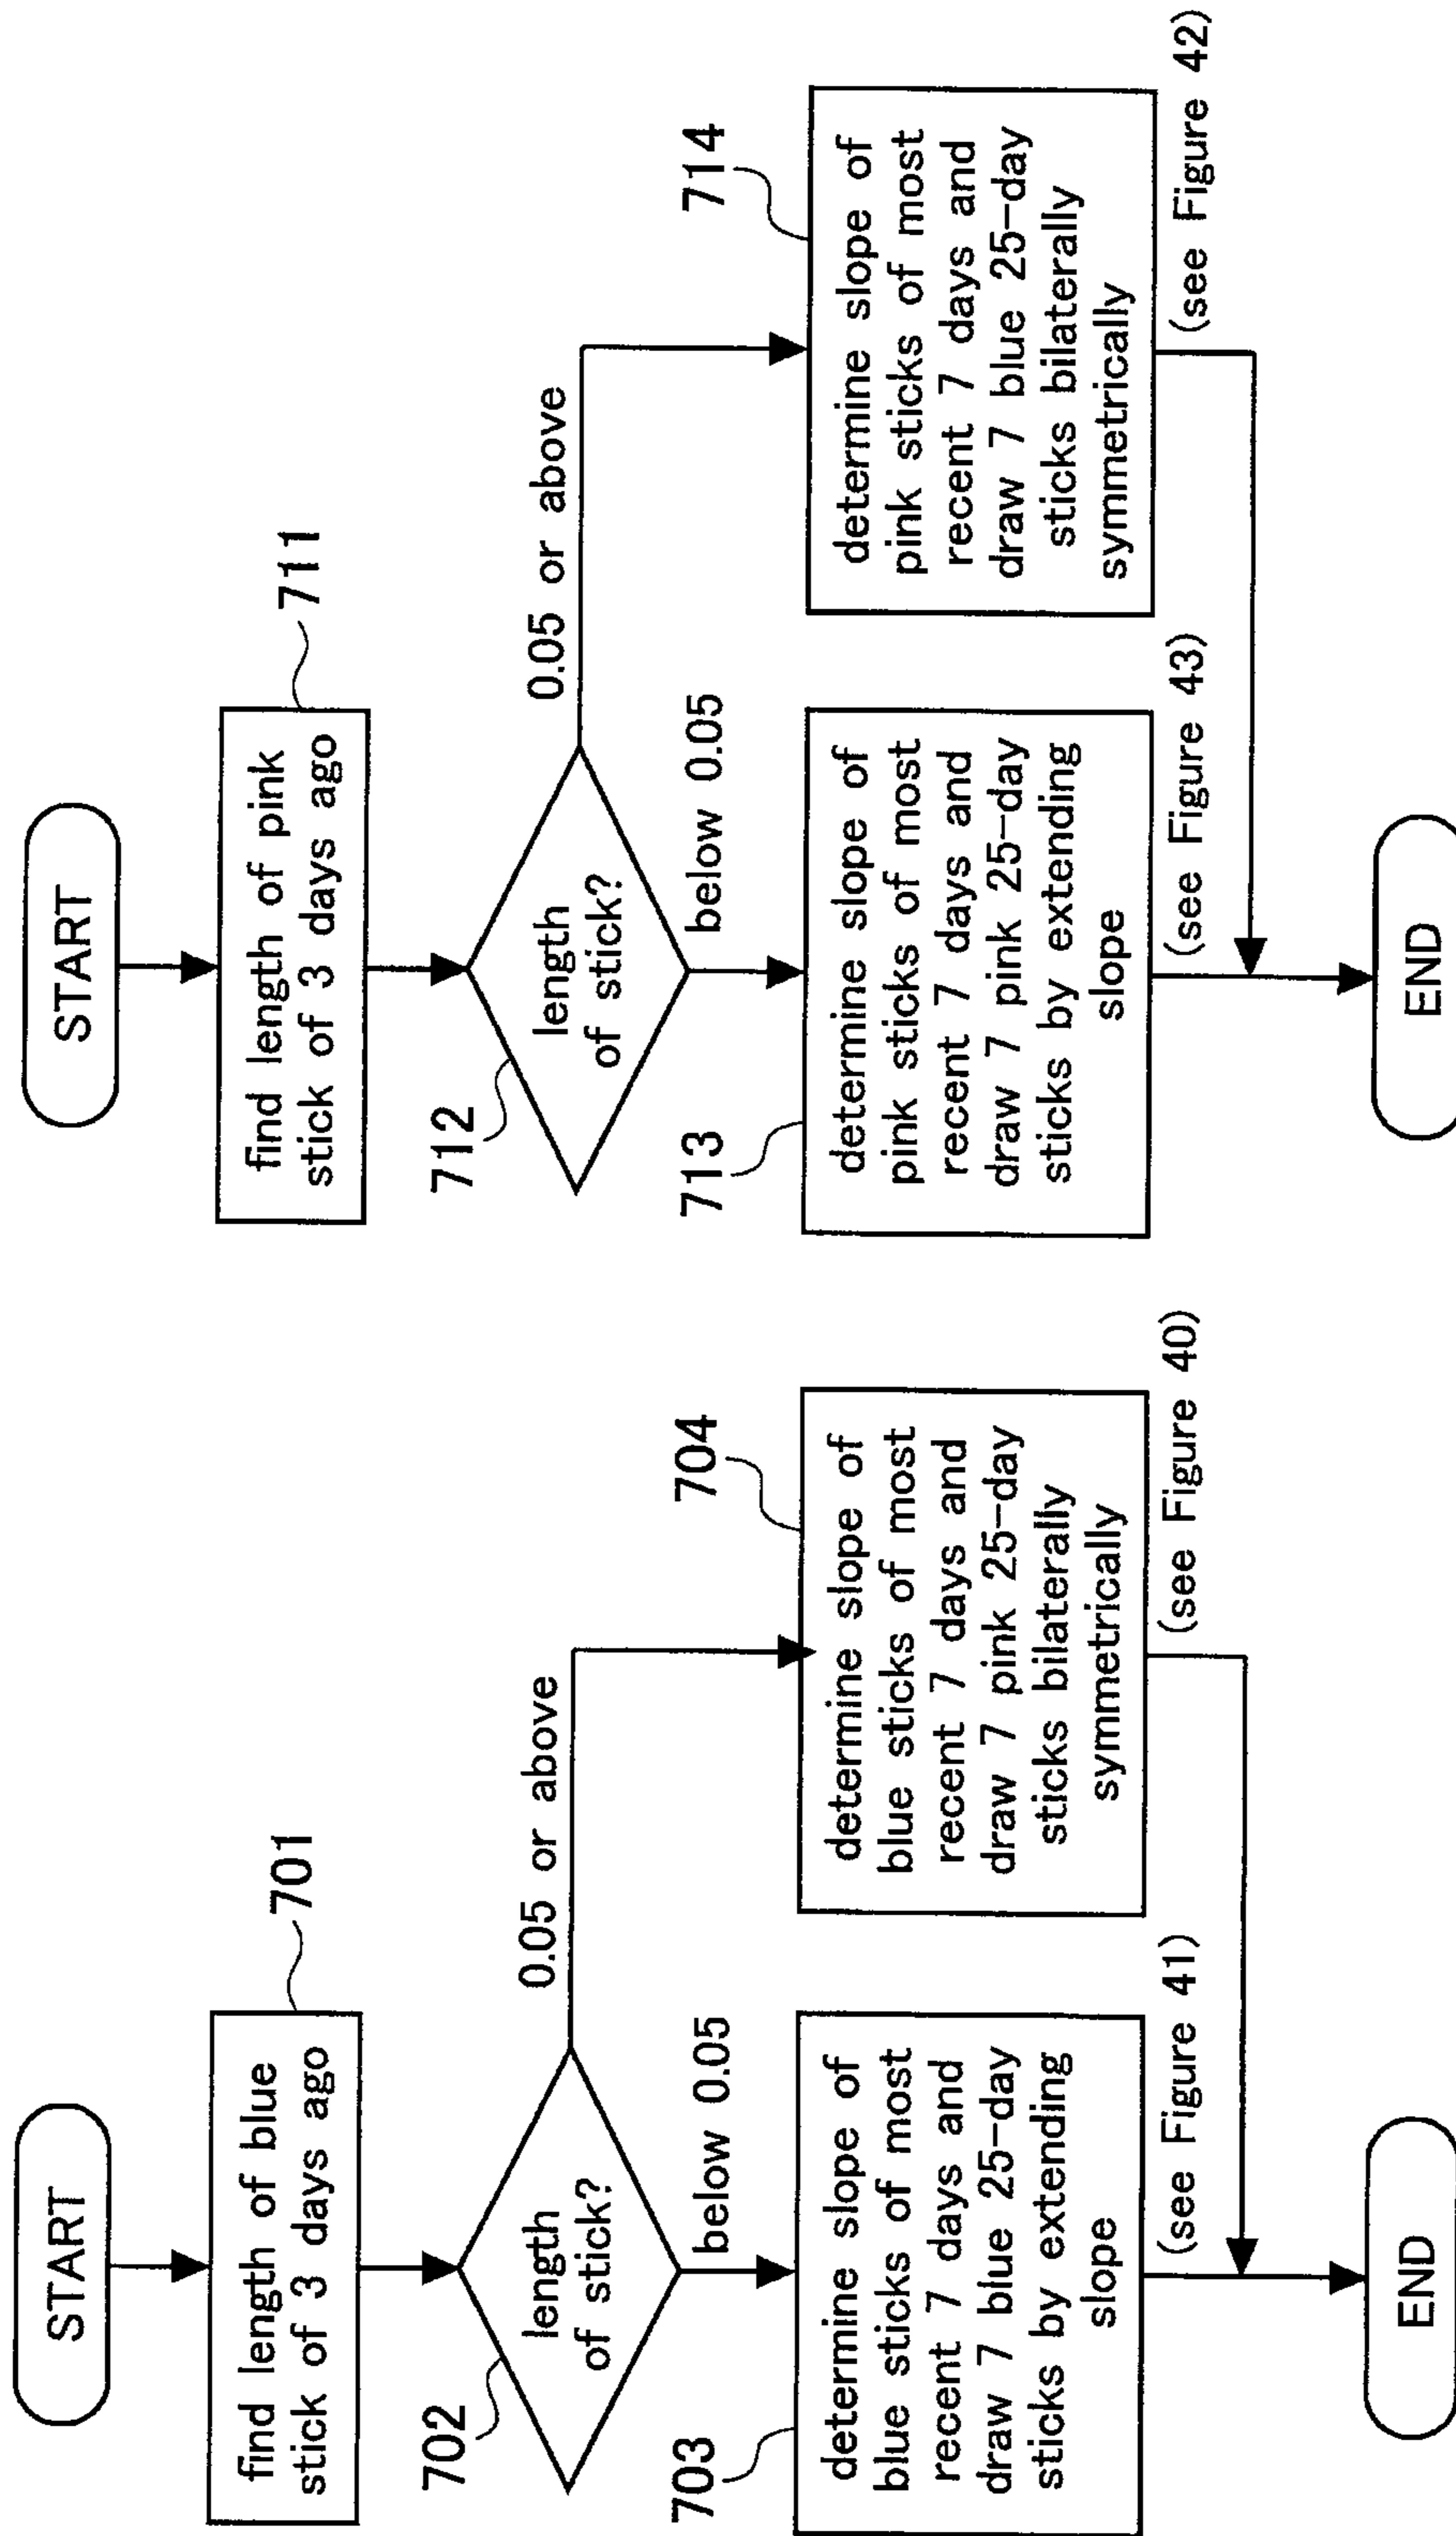 START
find length of blue
stick of 3 days ago
701
length
of stick?
702
0.05 or above
below 0.05
determine slope of
blue sticks of most
recent 7 days and
draw 7 blue 25-day
sticks by extending
slope
703
(see Figure 41)
determine slope of
blue sticks of most
recent 7 days and
draw 7 pink 25-day
sticks bilaterally
symmetrically
704
(see Figure 40)
END
START
find length of pink
stick of 3 days ago
711
length
of stick?
712
0.05 or above
below 0.05
determine slope of
pink sticks of most
recent 7 days and
draw 7 pink 25-day
sticks by extending
slope
713
(see Figure 43)
determine slope of
pink sticks of most
recent 7 days and
draw 7 blue 25-day
sticks bilaterally
symmetrically
714
(see Figure 42)
END